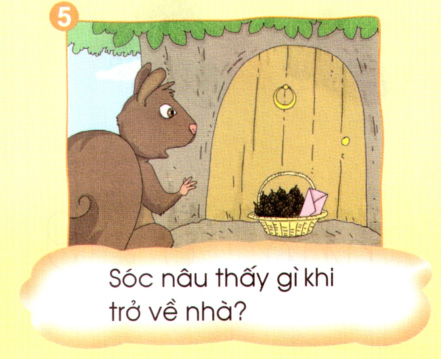 5
Sóc nâu thấy gì khi
trở về nhà?